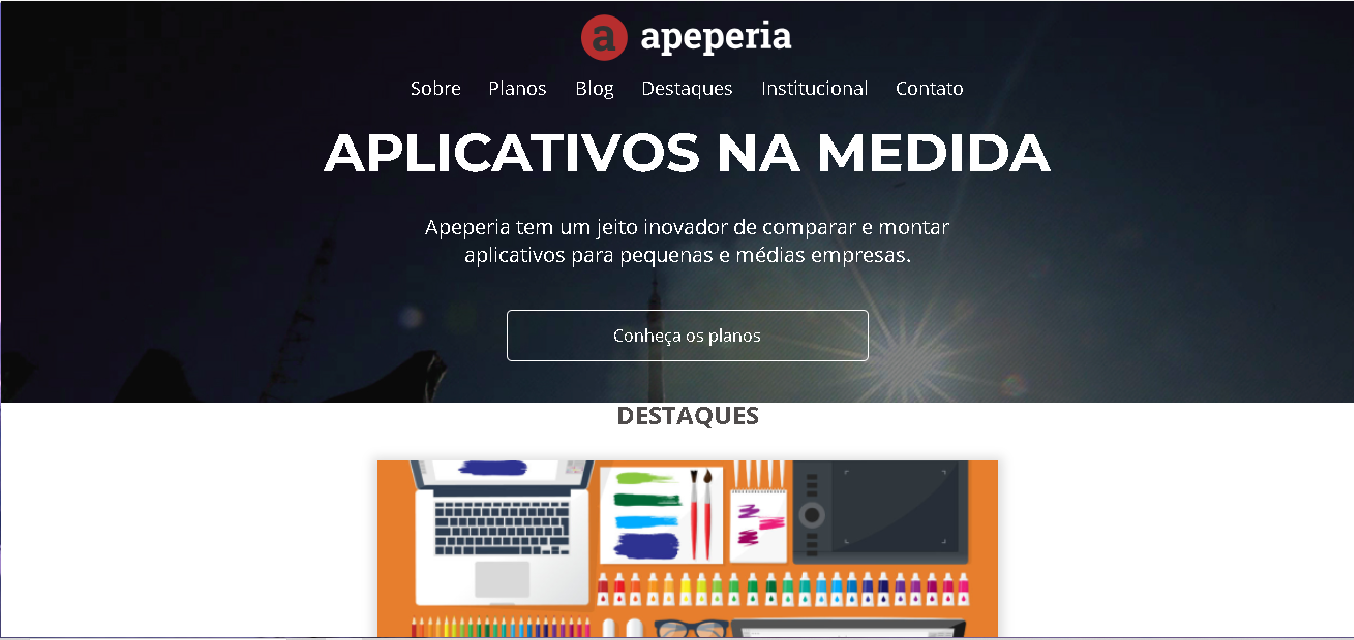 a apeperia
Sobre Planos Blog Destaques Institucional Contato
APLICATIVOS NA MEDIDA
Apeperia tem um jeito inovador de comparar e montar
aplicativos para pequenas e médias empresas.
Conheça os planos
DESTAQUES